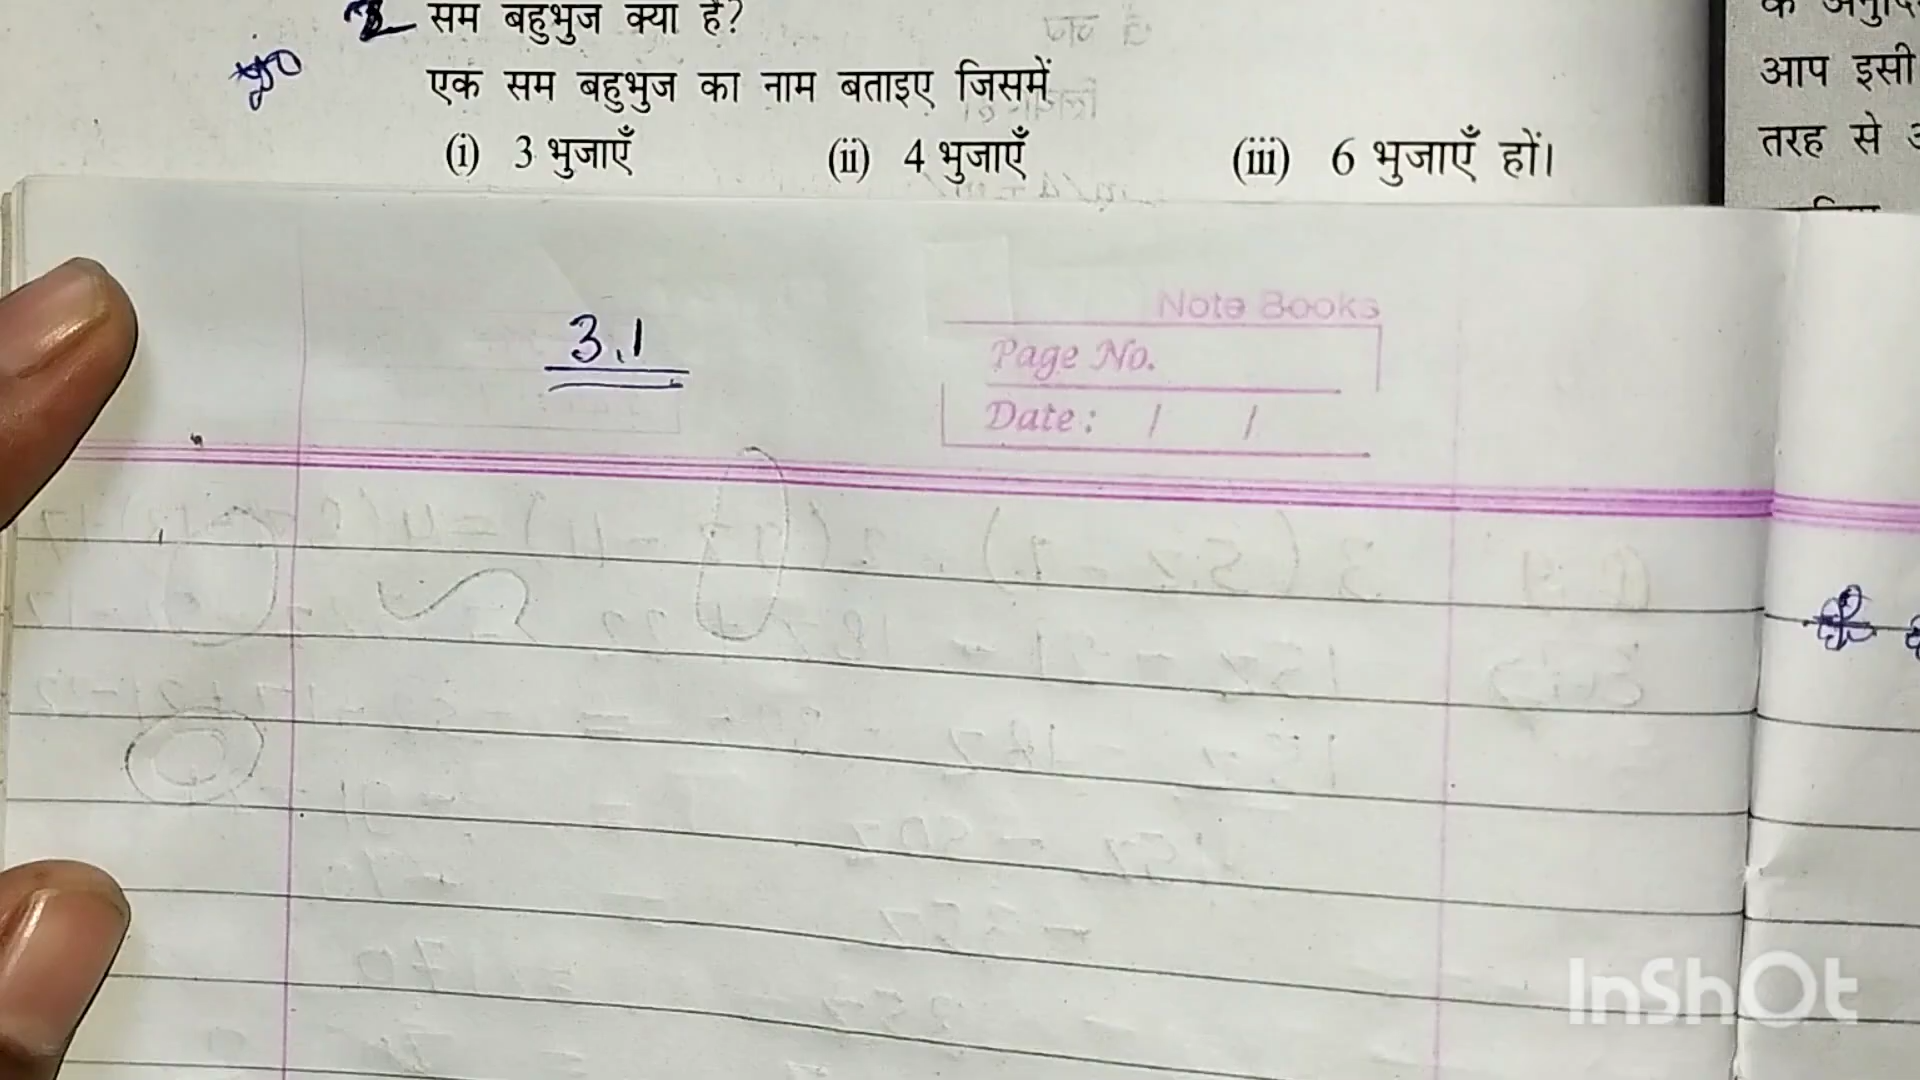 2 सम बहुभुज क्या है?
एक सम बहुभुज का नाम बताइए जिसमें
(i) 3 भुजाएँ (ii) 4 भुजाएँ (iii) 6 भुजाएँ हों।
आप इसी
तरह से
3.1
Note Books
Page No.
Date: / /
InShOt